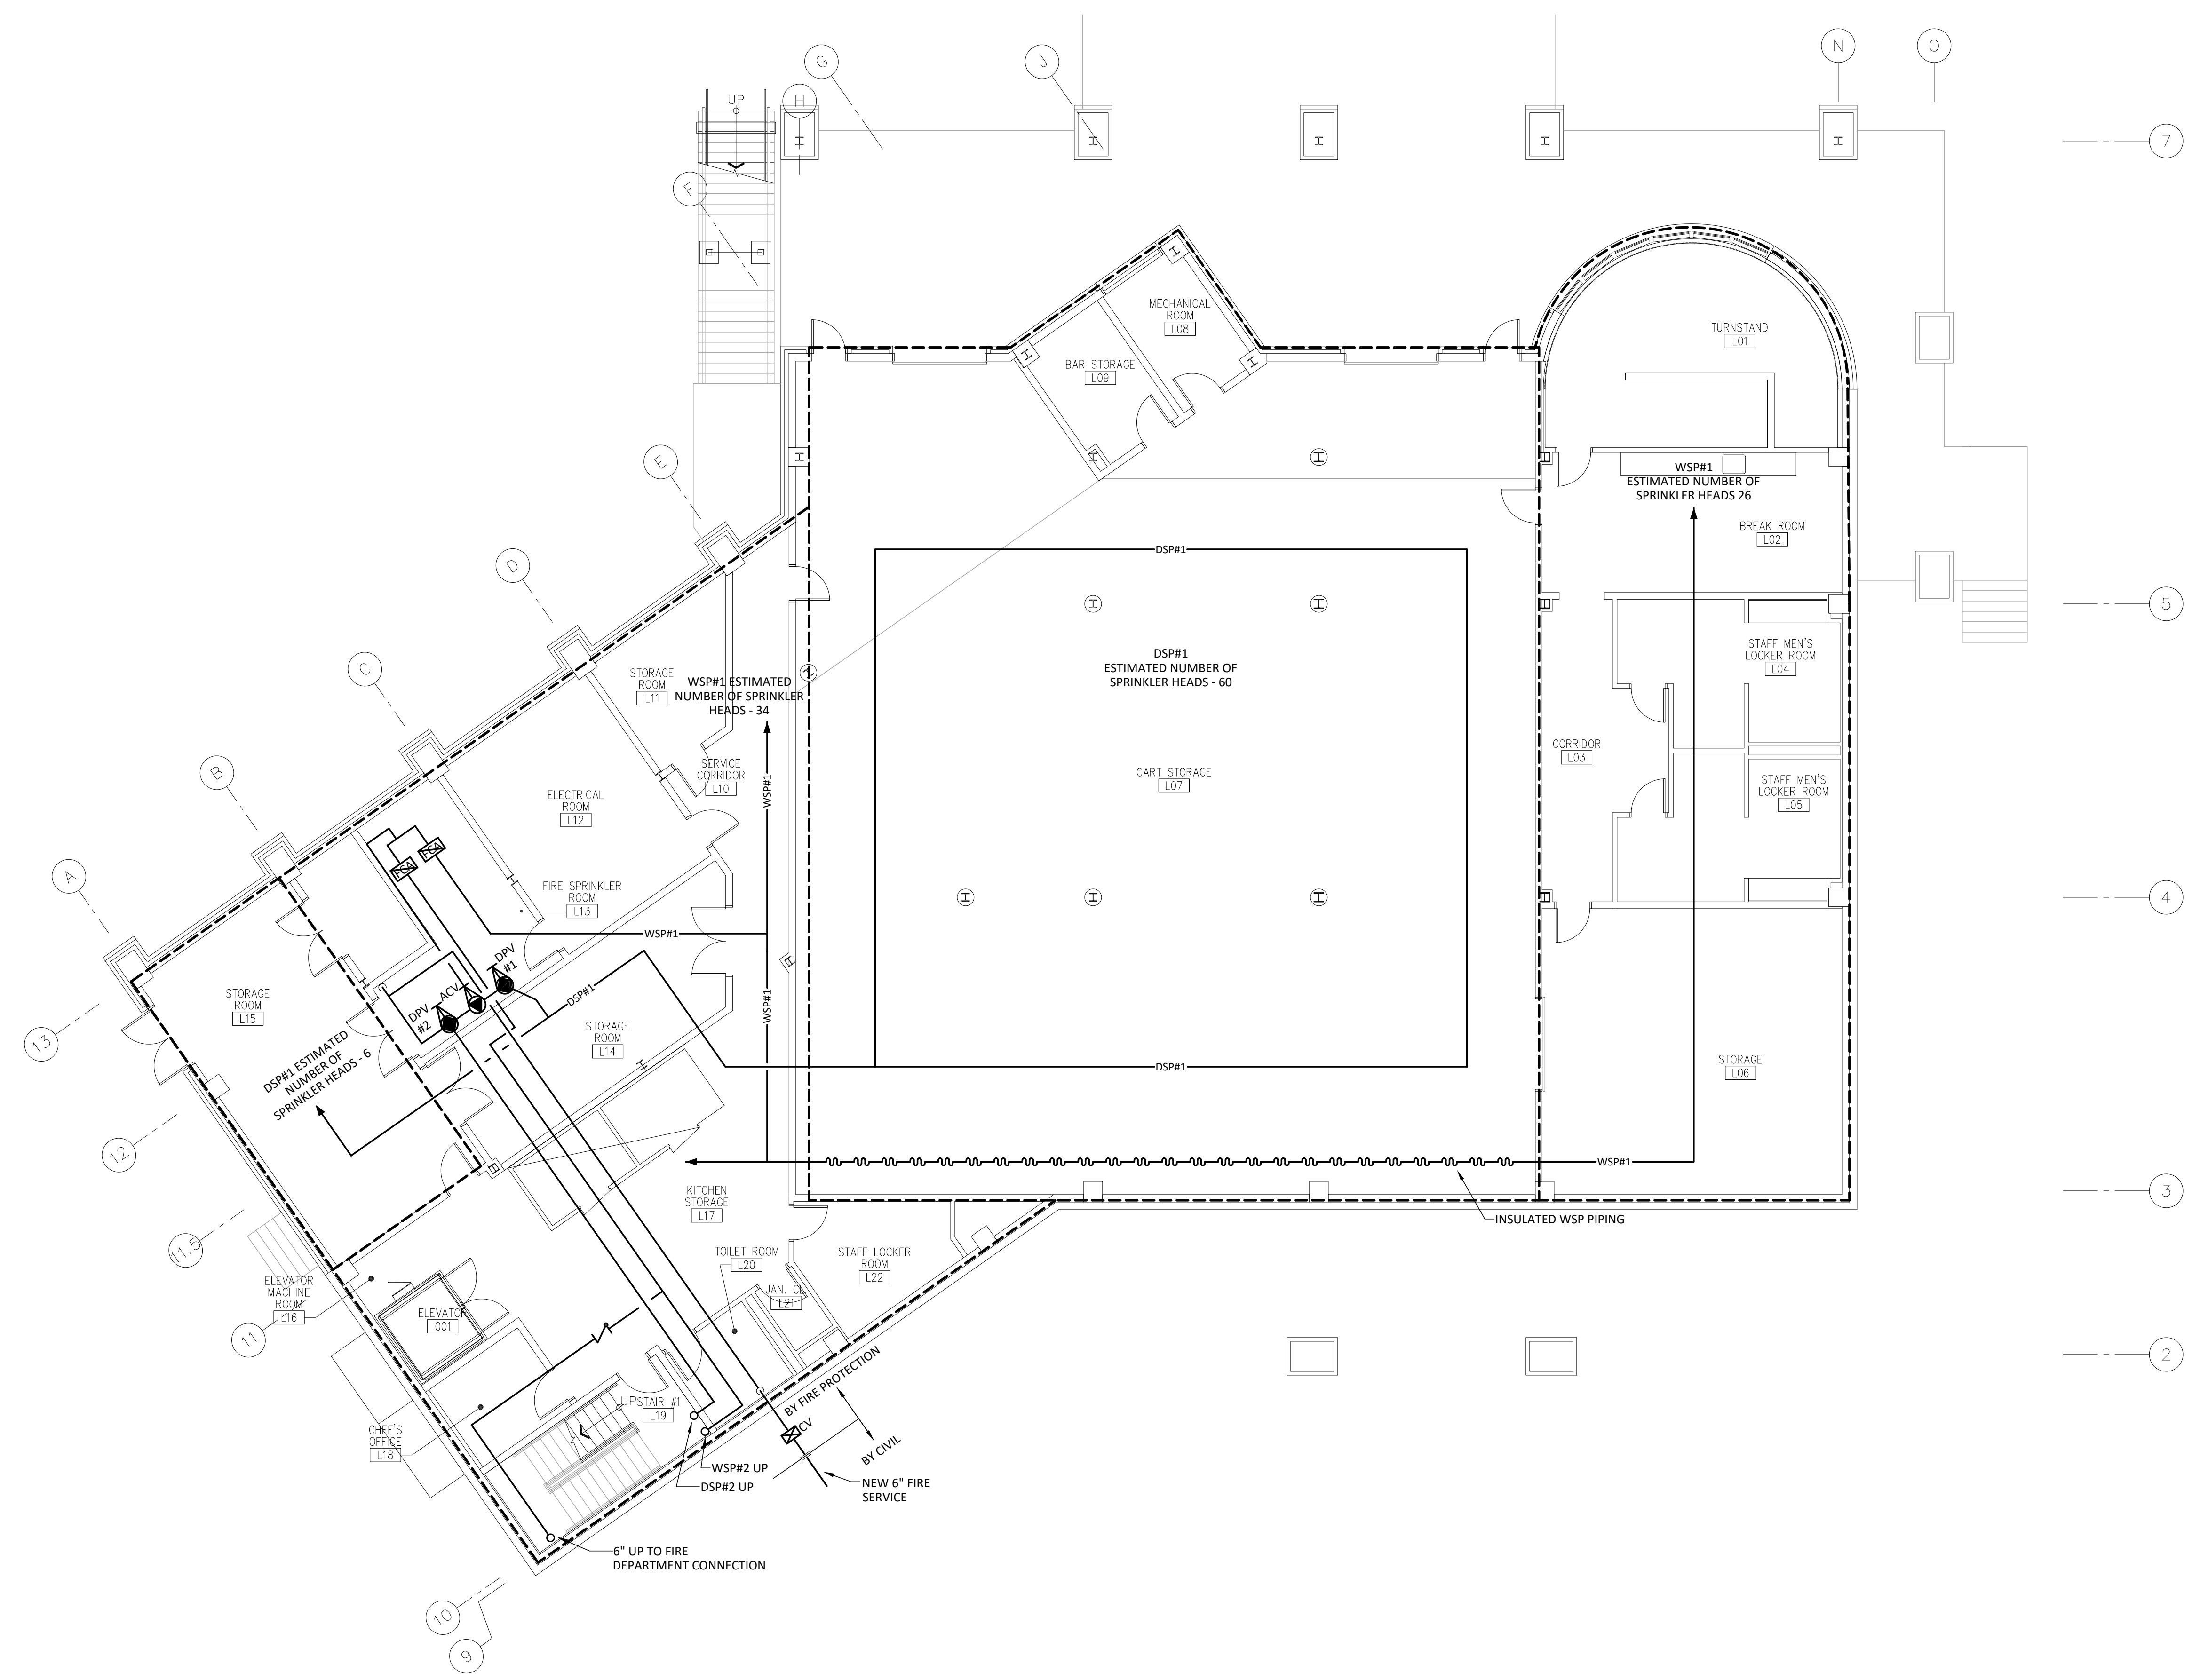 G
J
N
O
UP
H
7
F
MECHANICAL
ROOM
L08
TURNSTAND
L01
BAR STORAGE
L09
E
WSP#1
ESTIMATED NUMBER OF
SPRINKLER HEADS 26
BREAK ROOM
L02
D
DSP#1
5
C
STORAGE
ROOM
L11
WSP#1 ESTIMATED
NUMBER OF SPRINKLER
HEADS - 34
DSP#1
ESTIMATED NUMBER OF
SPRINKLER HEADS - 60
STAFF MEN'S
LOCKER ROOM
L04
B
SERVICE
CORRIDOR
L10
WSP#1
CART STORAGE
L07
CORRIDOR
L03
STAFF MEN'S
LOCKER ROOM
L05
ELECTRICAL
ROOM
L12
FCA
FCA
A
FIRE SPRINKLER
ROOM
L13
4
WSP#1
DPV
#1
ACV
DPV
#2
DSP#1
WSP#1
STORAGE
ROOM
L15
STORAGE
ROOM
L14
13
DSP#1 ESTIMATED
NUMBER OF
SPRINKLER HEADS - 6
DSP#1
STORAGE
L06
12
WSP#1
KITCHEN
STORAGE
L17
3
INSULATED WSP PIPING
11.5
TOILET ROOM
L20
STAFF LOCKER
ROOM
L22
ELEVATOR
MACHINE
ROOM
L16
JAN. CL
L21
11
ELEVATOR
001
2
BY FIRE PROTECTION
BY CIVIL
UPSTAIR #1
L19
CV
CHEF'S
OFFICE
L18
WSP#2 UP
DSP#2 UP
NEW 6" FIRE
SERVICE
6" UP TO FIRE
DEPARTMENT CONNECTION
10
9